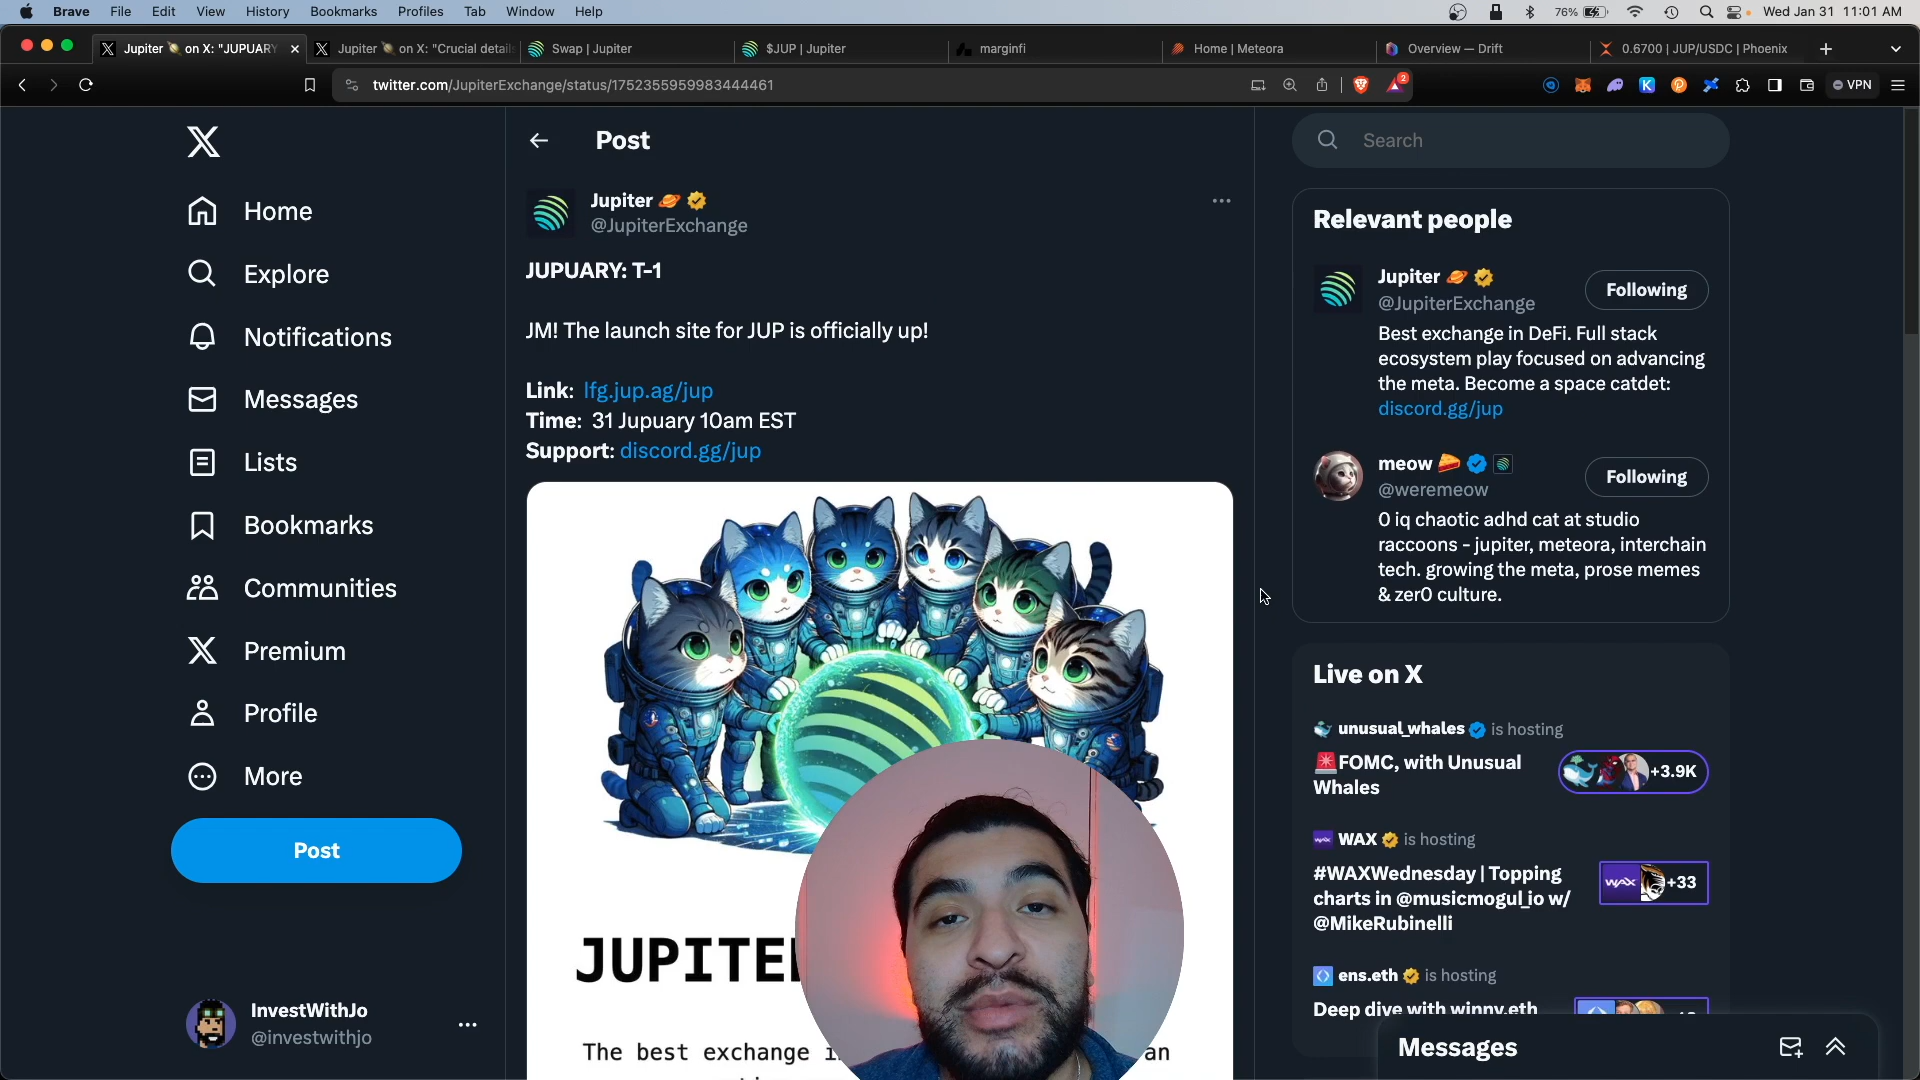 Brave File Edit View History Bookmarks Profiles Tab Window Help
76%
Wed Jan 31 11:01 AM
Jupiter on X: "JUPUARY
Jupiter on X: "Crucial details
Swap | Jupiter
$JUP | Jupiter
marginfi
Home | Meteora
Overview — Drift
0.6700 | JUP/USDC | Phoenix
twitter.com/JupiterExchange/status/1752355959983444461
2
VPN
Home
Explore
Notifications
Messages
Lists
Bookmarks
Communities
Premium
Profile
More
Post
InvestWithJo
@investwithjo
Post
Jupiter
@JupiterExchange
JUPUARY: T-1
JM! The launch site for JUP is officially up!
Link: lfg.jup.ag/jup
Time: 31 Jupuary 10am EST
Support: discord.gg/jup
The best exchange
an
Search
Relevant people
Jupiter
@JupiterExchange
Following
Best exchange in DeFi. Full stack
ecosystem play focused on advancing
the meta. Become a space catdet:
discord.gg/jup
meow
@weremeow
Following
0 iq chaotic adhd cat at studio
raccoons - jupiter, meteora, interchain
tech. growing the meta, prose memes
& zer0 culture.
Live on X
unusual_whales is hosting
FOMC, with Unusual
Whales
+3.9K
WAX is hosting
#WAXWednesday | Topping
charts in @musicmogul_io w/
@MikeRubinelli
WAX
+33
ens.eth is hosting
Deep dive with winny.eth
Messages